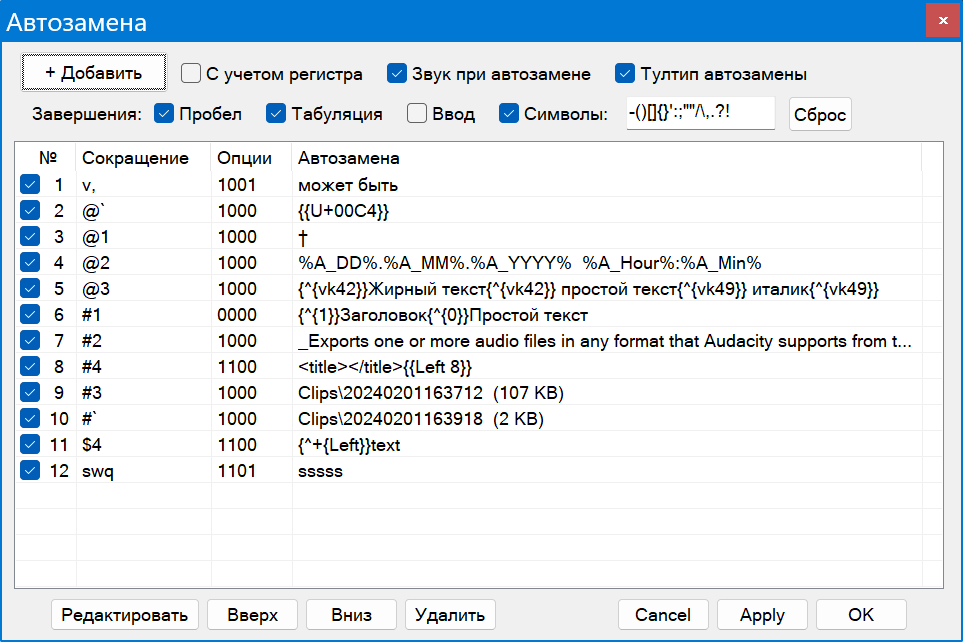 Автозамена
+ Добавить С учетом регистра Звук при автозамене Тултип автозамены
Завершения: Пробел Табуляция Ввод Символы: -()[]{}':;""/\,.?! Сброс
№ Сокращение Опции Автозамена
1 v, 1001 может быть
2 @` 1000 {{U+00C4}}
3 @1 1000 †
4 @2 1000 %A_DD%.%A_MM%.%A_YYYY%  %A_Hour%:%A_Min%
5 @3 1000 {^{vk42}}Жирный текст{^{vk42}} простой текст{^{vk49}} италик{^{vk49}}
6 #1 0000 {^{1}}Заголовок{^{0}}Простой текст
7 #2 1000 _Exports one or more audio files in any format that Audacity supports from t...
8 #4 1100 <title></title>{{Left 8}}
9 #3 1000 Clips\20240201163712  (107 KB)
10 #` 1000 Clips\20240201163918  (2 KB)
11 $4 1100 {^+{Left}}text
12 swq 1101 sssss
Редактировать Вверх Вниз Удалить Cancel Apply OK